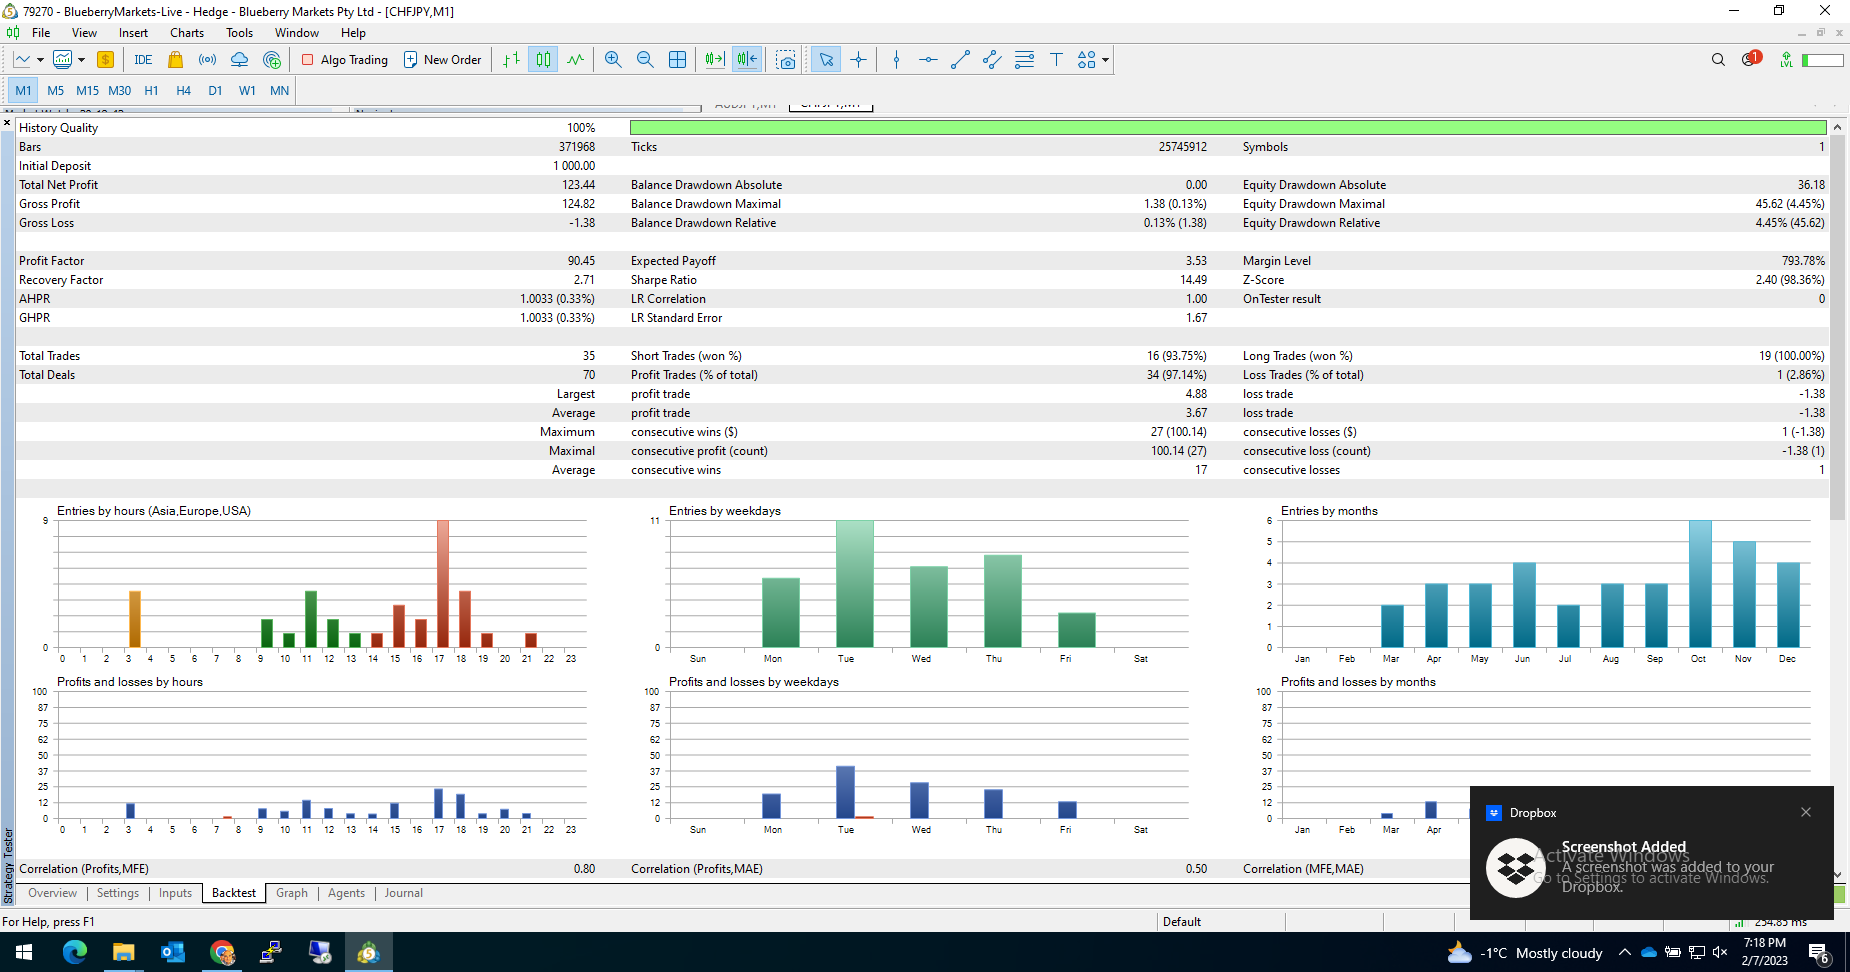 79270 - BlueberryMarkets-Live - Hedge - Blueberry Markets Pty Ltd - [CHFJPY,M1]
File View Insert Charts Tools Window Help
IDE Algo Trading New Order 1 LVL
M1 M5 M15 M30 H1 H4 D1 W1 MN
History Quality 100%
Bars 371968 Ticks 25745912 Symbols 1
Initial Deposit 1 000.00
Total Net Profit 123.44 Balance Drawdown Absolute 0.00 Equity Drawdown Absolute 36.18
Gross Profit 124.82 Balance Drawdown Maximal 1.38 (0.13%) Equity Drawdown Maximal 45.62 (4.45%)
Gross Loss -1.38 Balance Drawdown Relative 0.13% (1.38) Equity Drawdown Relative 4.45% (45.62)
Profit Factor 90.45 Expected Payoff 3.53 Margin Level 793.78%
Recovery Factor 2.71 Sharpe Ratio 14.49 Z-Score 2.40 (98.36%)
AHPR 1.0033 (0.33%) LR Correlation 1.00 OnTester result 0
GHPR 1.0033 (0.33%) LR Standard Error 1.67
Total Trades 35 Short Trades (won %) 16 (93.75%) Long Trades (won %) 19 (100.00%)
Total Deals 70 Profit Trades (% of total) 34 (97.14%) Loss Trades (% of total) 1 (2.86%)
Largest profit trade 4.88 loss trade -1.38
Average profit trade 3.67 loss trade -1.38
Maximum consecutive wins ($) 27 (100.14) consecutive losses ($) 1 (-1.38)
Maximal consecutive profit (count) 100.14 (27) consecutive loss (count) -1.38 (1)
Average consecutive wins 17 consecutive losses 1
Entries by hours (Asia,Europe,USA) Entries by weekdays Entries by months
9
0
0 1 2 3 4 5 6 7 8 9 10 11 12 13 14 15 16 17 18 19 20 21 22 23
11
0
Sun Mon Tue Wed Thu Fri Sat
6
5
4
3
2
1
0
Jan Feb Mar Apr May Jun Jul Aug Sep Oct Nov Dec
Profits and losses by hours Profits and losses by weekdays Profits and losses by months
100
87
75
62
50
37
25
12
0
0 1 2 3 4 5 6 7 8 9 10 11 12 13 14 15 16 17 18 19 20 21 22 23
100
87
75
62
50
37
25
12
0
Sun Mon Tue Wed Thu Fri Sat
100
87
75
62
50
37
25
12
0
Jan Feb Mar Apr
Correlation (Profits,MFE) 0.80 Correlation (Profits,MAE) 0.50 Correlation (MFE,MAE)
Strategy Tester
Overview Settings Inputs Backtest Graph Agents Journal
Dropbox
Screenshot Added
A screenshot was added to your
Dropbox.
Activate Windows
Go to Settings to activate Windows.
For Help, press F1 Default 254.85 ms
-1°C Mostly cloudy
7:18 PM
2/7/2023
6